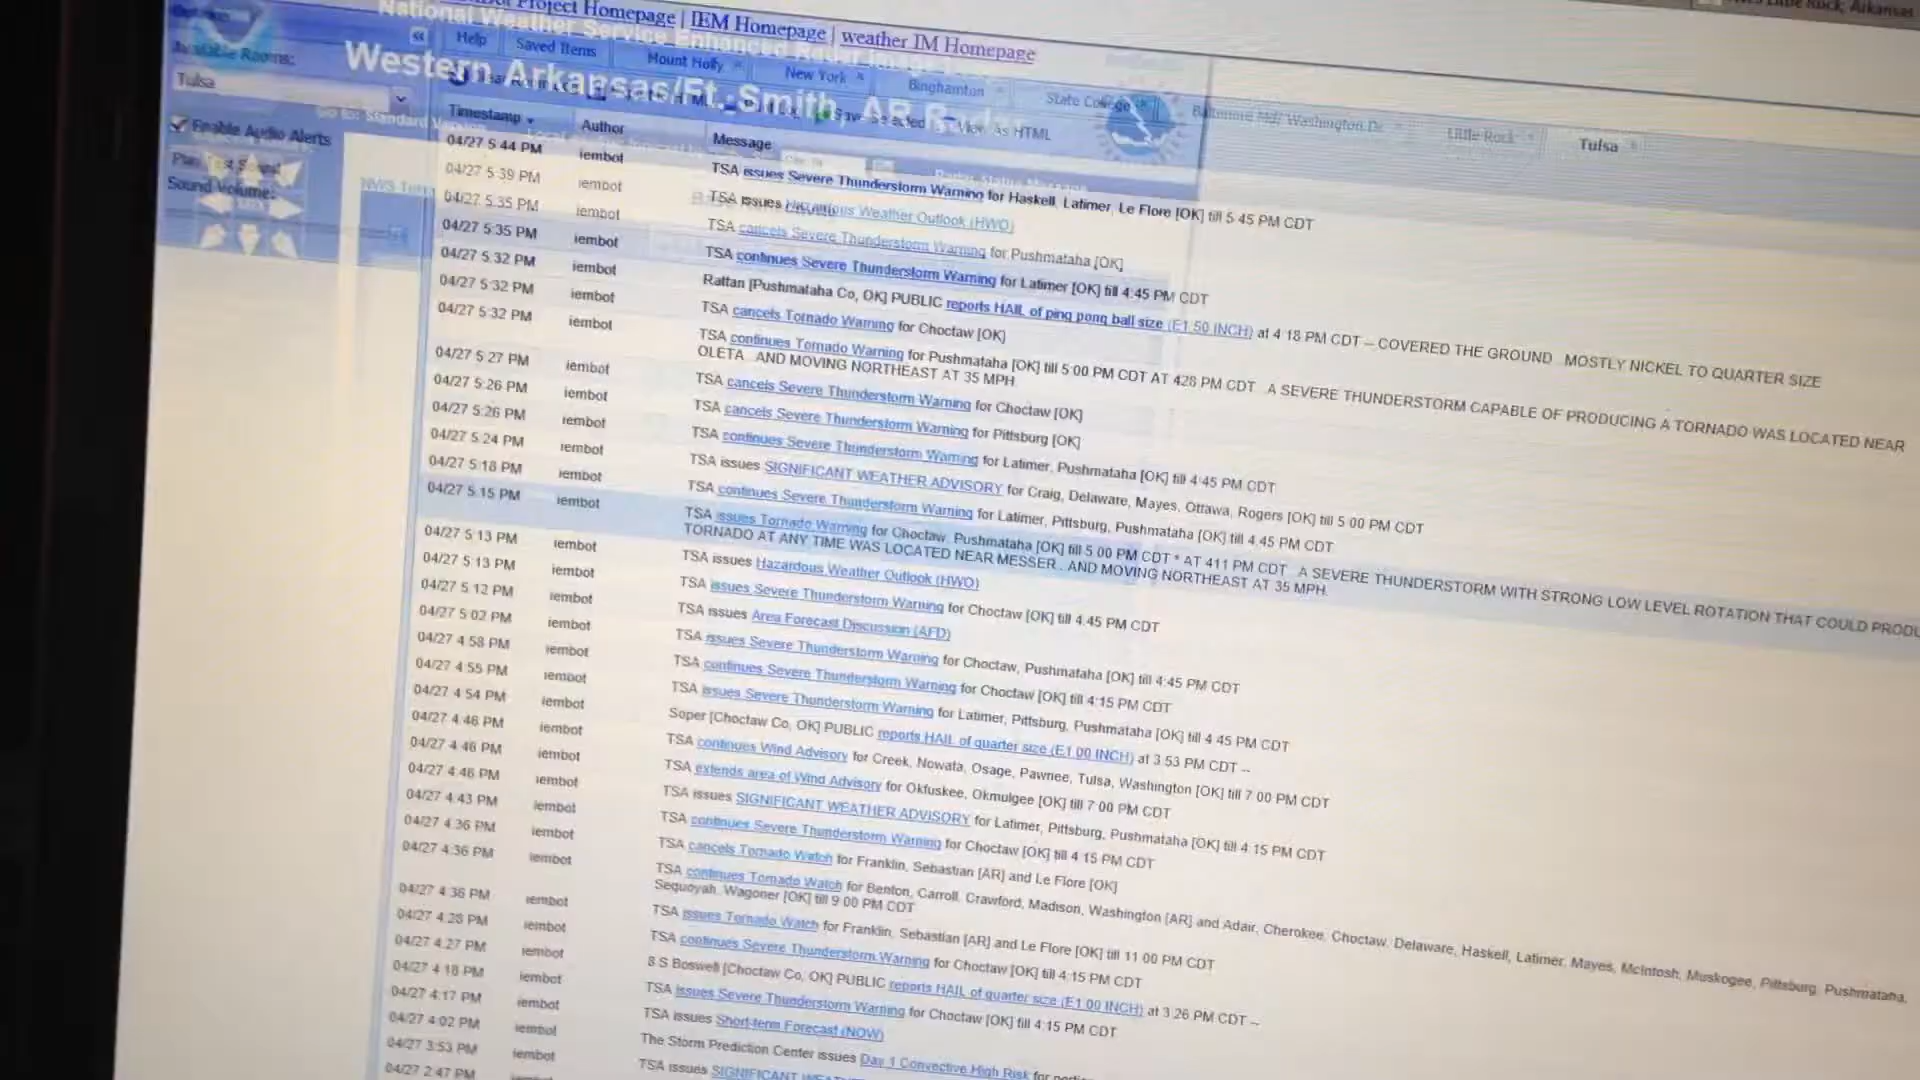 Project Homepage | IEM Homepage | weather IM Homepage
National Weather Service Enhanced Radar
Western Arkansas/Ft. Smith, AR Radar
Little Rock, Arkansas
Available Rooms:
Tulsa
Enable Audio Alerts
Sound Volume:
« Help Saved Items Mount Holly × New York × Binghamton × State College × Baltimore Md/ Washington Dc × Little Rock × Tulsa ×
View As HTML
Timestamp Author Message
04/27 5:44 PM iembot TSA issues Severe Thunderstorm Warning for Haskell, Latimer, Le Flore [OK] till 5:45 PM CDT
04/27 5:39 PM iembot TSA issues Hazardous Weather Outlook (HWO)
04/27 5:35 PM iembot TSA cancels Severe Thunderstorm Warning for Pushmataha [OK]
04/27 5:35 PM iembot TSA continues Severe Thunderstorm Warning for Latimer [OK] till 4:45 PM CDT
04/27 5:32 PM iembot Rattan [Pushmataha Co, OK] PUBLIC reports HAIL of ping pong ball size (E1.50 INCH) at 4:18 PM CDT -- COVERED THE GROUND . MOSTLY NICKEL TO QUARTER SIZE
04/27 5:32 PM iembot TSA cancels Tornado Warning for Choctaw [OK]
04/27 5:32 PM iembot TSA continues Tornado Warning for Pushmataha [OK] till 5:00 PM CDT AT 428 PM CDT . A SEVERE THUNDERSTORM CAPABLE OF PRODUCING A TORNADO WAS LOCATED NEAR
OLETA . AND MOVING NORTHEAST AT 35 MPH.
04/27 5:27 PM iembot TSA cancels Severe Thunderstorm Warning for Choctaw [OK]
04/27 5:26 PM iembot TSA cancels Severe Thunderstorm Warning for Pittsburg [OK]
04/27 5:26 PM iembot TSA continues Severe Thunderstorm Warning for Latimer, Pushmataha [OK] till 4:45 PM CDT
04/27 5:24 PM iembot TSA issues SIGNIFICANT WEATHER ADVISORY for Craig, Delaware, Mayes, Ottawa, Rogers [OK] till 5:00 PM CDT
04/27 5:18 PM iembot TSA continues Severe Thunderstorm Warning for Latimer, Pittsburg, Pushmataha [OK] till 4:45 PM CDT
04/27 5:15 PM iembot TSA issues Tornado Warning for Choctaw, Pushmataha [OK] till 5:00 PM CDT * AT 411 PM CDT . A SEVERE THUNDERSTORM WITH STRONG LOW LEVEL ROTATION THAT COULD
TORNADO AT ANY TIME WAS LOCATED NEAR MESSER . AND MOVING NORTHEAST AT 35 MPH.
04/27 5:13 PM iembot TSA issues Hazardous Weather Outlook (HWO)
04/27 5:13 PM iembot TSA issues Severe Thunderstorm Warning for Choctaw [OK] till 4:45 PM CDT
04/27 5:12 PM iembot TSA issues Area Forecast Discussion (AFD)
04/27 5:02 PM iembot TSA issues Severe Thunderstorm Warning for Choctaw, Pushmataha [OK] till 4:45 PM CDT
04/27 4:58 PM iembot TSA continues Severe Thunderstorm Warning for Choctaw [OK] till 4:15 PM CDT
04/27 4:55 PM iembot TSA issues Severe Thunderstorm Warning for Latimer, Pittsburg, Pushmataha [OK] till 4:45 PM CDT
04/27 4:54 PM iembot Soper [Choctaw Co, OK] PUBLIC reports HAIL of quarter size (E1.00 INCH) at 3:53 PM CDT --
04/27 4:46 PM iembot TSA continues Wind Advisory for Creek, Nowata, Osage, Pawnee, Tulsa, Washington [OK] till 7:00 PM CDT
04/27 4:46 PM iembot TSA extends area of Wind Advisory for Okfuskee, Okmulgee [OK] till 7:00 PM CDT
04/27 4:46 PM iembot TSA issues SIGNIFICANT WEATHER ADVISORY for Latimer, Pittsburg, Pushmataha [OK] till 4:15 PM CDT
04/27 4:43 PM iembot TSA continues Severe Thunderstorm Warning for Choctaw [OK] till 4:15 PM CDT
04/27 4:36 PM iembot TSA cancels Tornado Watch for Franklin, Sebastian [AR] and Le Flore [OK]
04/27 4:36 PM iembot TSA continues Tornado Watch for Benton, Carroll, Crawford, Madison, Washington [AR] and Adair, Cherokee, Choctaw, Delaware, Haskell, Latimer, Mayes, McIntosh, Muskogee, Pittsburg, Pushmataha,
Sequoyah, Wagoner [OK] till 9:00 PM CDT
04/27 4:36 PM iembot TSA issues Tornado Watch for Franklin, Sebastian [AR] and Le Flore [OK] till 11:00 PM CDT
04/27 4:28 PM iembot TSA continues Severe Thunderstorm Warning for Choctaw [OK] till 4:15 PM CDT
04/27 4:27 PM iembot 8 S Boswell [Choctaw Co, OK] PUBLIC reports HAIL of quarter size (E1.00 INCH) at 3:26 PM CDT --
04/27 4:18 PM iembot TSA issues Severe Thunderstorm Warning for Choctaw [OK] till 4:15 PM CDT
04/27 4:17 PM iembot TSA issues Short-term Forecast (NOW)
04/27 4:02 PM iembot The Storm Prediction Center issues Day 1 Convective High Risk for
04/27 3:53 PM iembot TSA issues SIGNIFICANT
04/27 2:47 PM